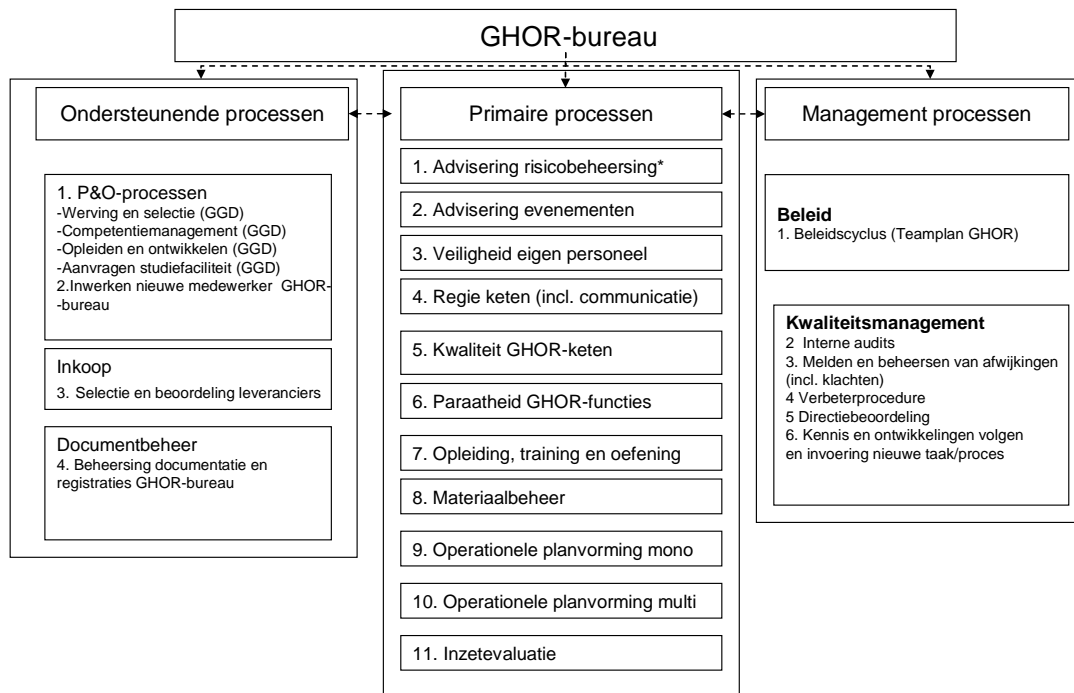 GHOR-bureau
Ondersteunende processen
1. P&O-processen
-Werving en selectie (GGD)
-Competentiemanagement (GGD)
-Opleiden en ontwikkelen (GGD)
-Aanvragen studiefaciliteit (GGD)
2.Inwerken nieuwe medewerker GHOR-
-bureau
Inkoop
3. Selectie en beoordeling leveranciers
Documentbeheer
4. Beheersing documentatie en
registraties GHOR-bureau
Primaire processen
1. Advisering risicobeheersing*
2. Advisering evenementen
3. Veiligheid eigen personeel
4. Regie keten (incl. communicatie)
5. Kwaliteit GHOR-keten
6. Paraatheid GHOR-functies
7. Opleiding, training en oefening
8. Materiaalbeheer
9. Operationele planvorming mono
10. Operationele planvorming multi
11. Inzetevaluatie
Management processen
Beleid
1. Beleidscyclus (Teamplan GHOR)
Kwaliteitsmanagement
2 Interne audits
3. Melden en beheersen van afwijkingen
(incl. klachten)
4 Verbeterprocedure
5 Directiebeoordeling
6. Kennis en ontwikkelingen volgen
en invoering nieuwe taak/proces